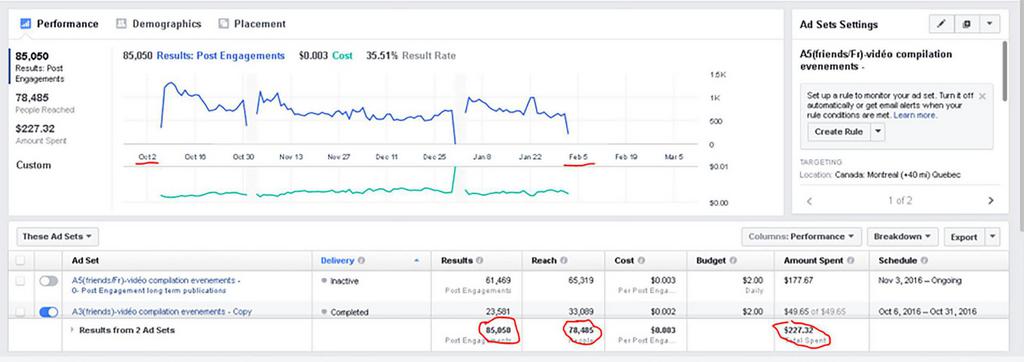 Performance Demographics Placement
85,050
Results: Post
Engagements
78,485
People Reached
$227.32
Amount Spent
Custom
85,050 Results: Post Engagements $0.003 Cost 35.51% Result Rate
1.5K
1K
500
0
Oct 2 Oct 16 Oct 30 Nov 13 Nov 27 Dec 11 Dec 25 Jan 8 Jan 22 Feb 5 Feb 19 Mar 5
$0.01
$0.00
Ad Sets Settings
A5(friends/Fr)-vidéo compilation
evenements -
Set up a rule to monitor your ad set. Turn it off
automatically or get email alerts when your
rule conditions are met. Learn more.
Create Rule
TARGETING
Location: Canada: Montreal (+40 mi) Quebec
1 of 2
These Ad Sets Columns: Performance Breakdown Export
Ad Set Delivery Results Reach Cost Budget Amount Spent Schedule
A5(friends/Fr)-vidéo compilation evenements - Inactive 61,469 65,319 $0.003 $2.00 $177.67 Nov 3, 2016 – Ongoing
0- Post Engagement long term publications Post Engagements Per Post Enga... Daily
A3(friends)-vidéo compilation evenements - Copy Completed 23,581 33,089 $0.002 $2.00 $49.65 of $49.65 Oct 6, 2016 – Oct 31, 2016
Results from 2 Ad Sets 85,050 78,485 $0.003 $227.32
Post Engagements People Per Post Enga... Total Spent